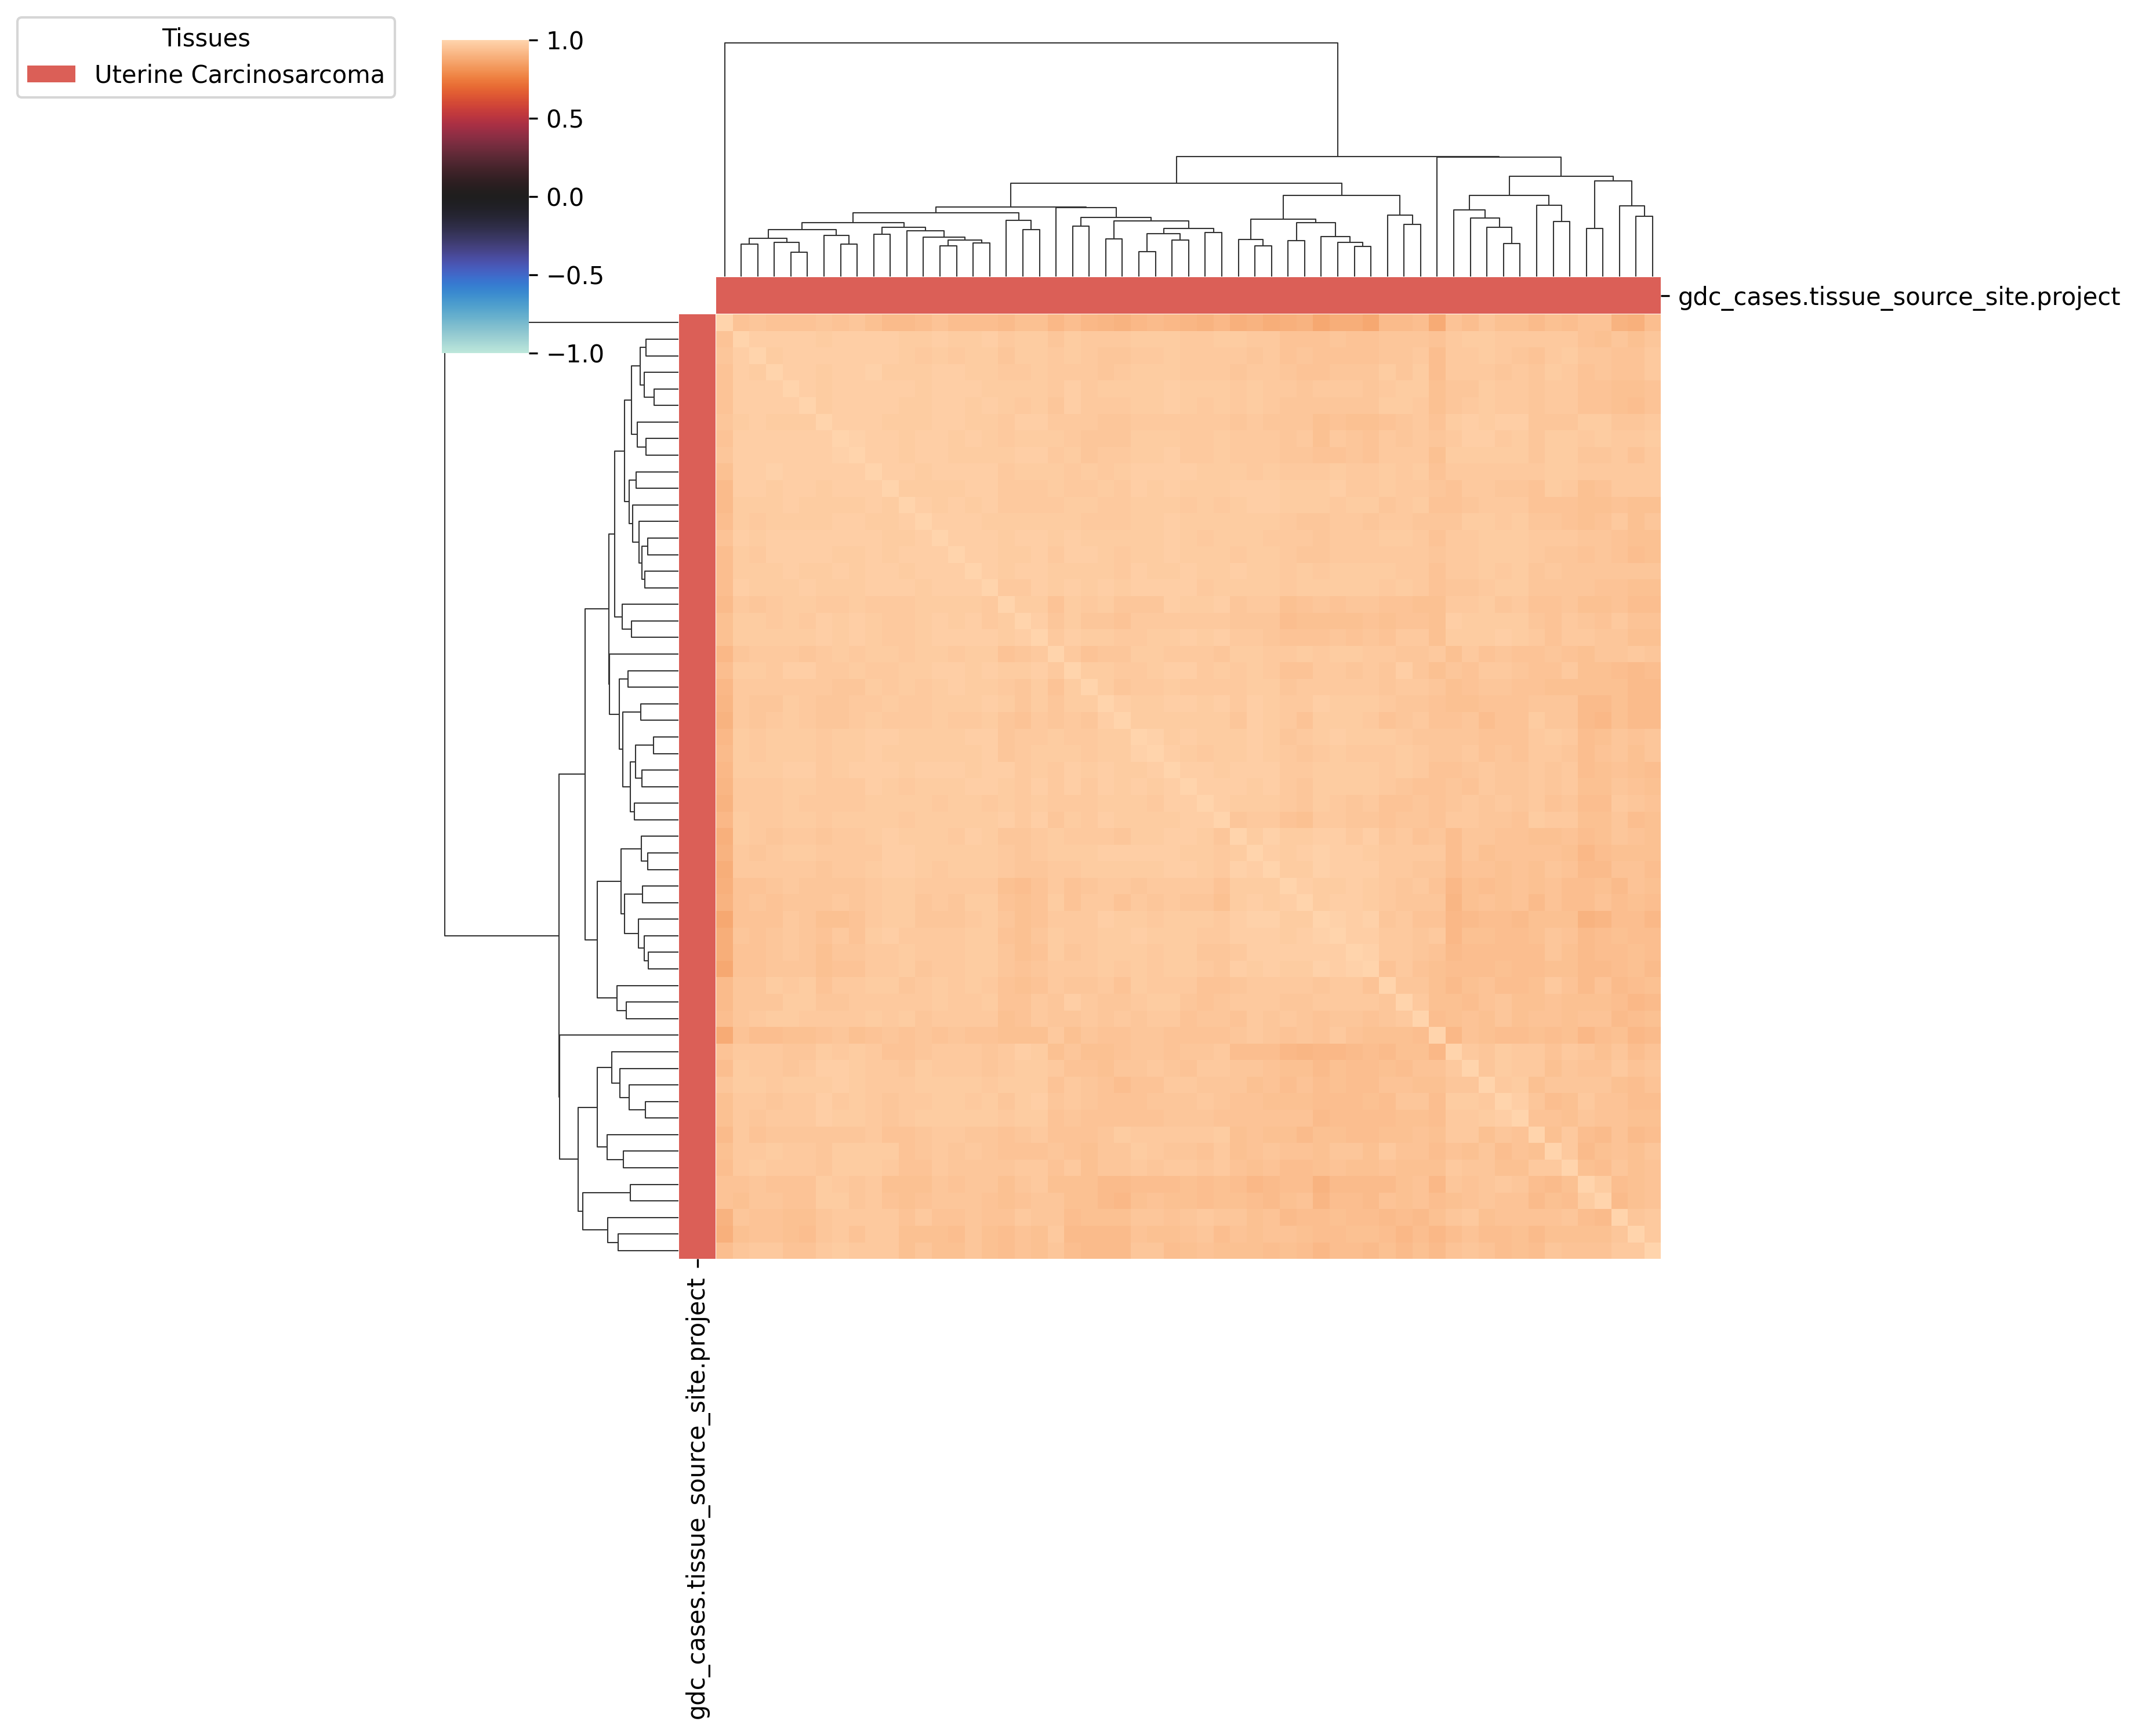 Tissues
Uterine Carcinosarcoma
1.0
0.5
0.0
−0.5
−1.0
gdc_cases.tissue_source_site.project
gdc_cases.tissue_source_site.project